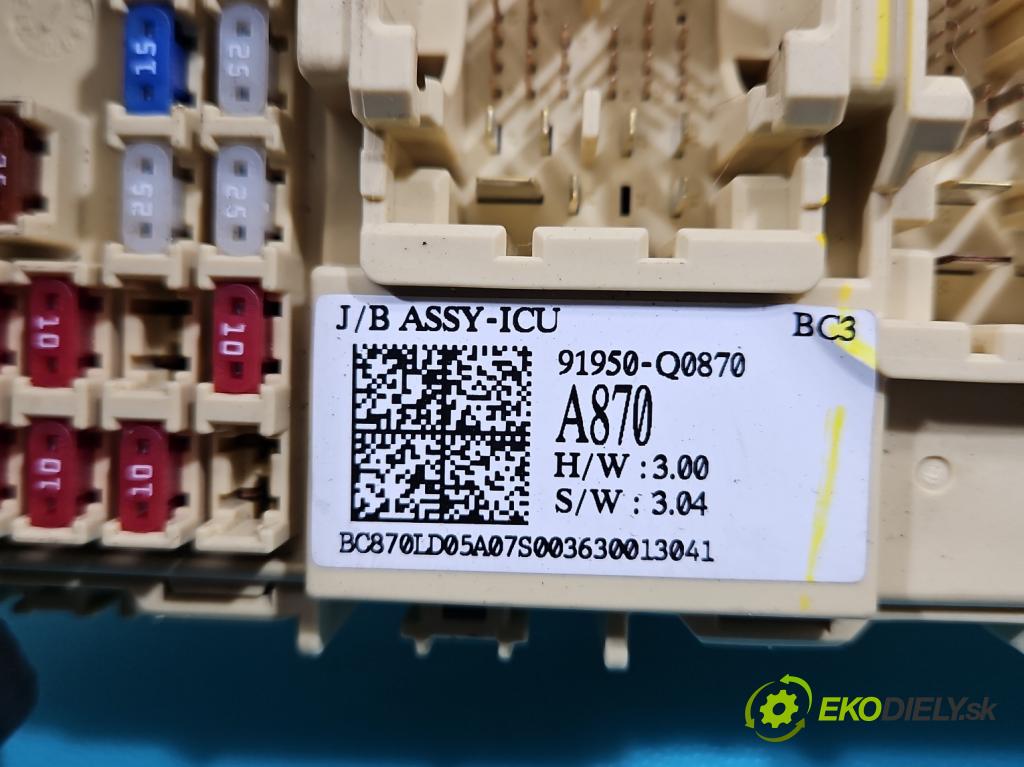 15
25
25
25
10
10
10
10
J/B ASSY-ICU
BC3
91950-Q0870
A870
H/W : 3.00
S/W : 3.04
BC870LD05A07S003630013041
EKODIELY.sk